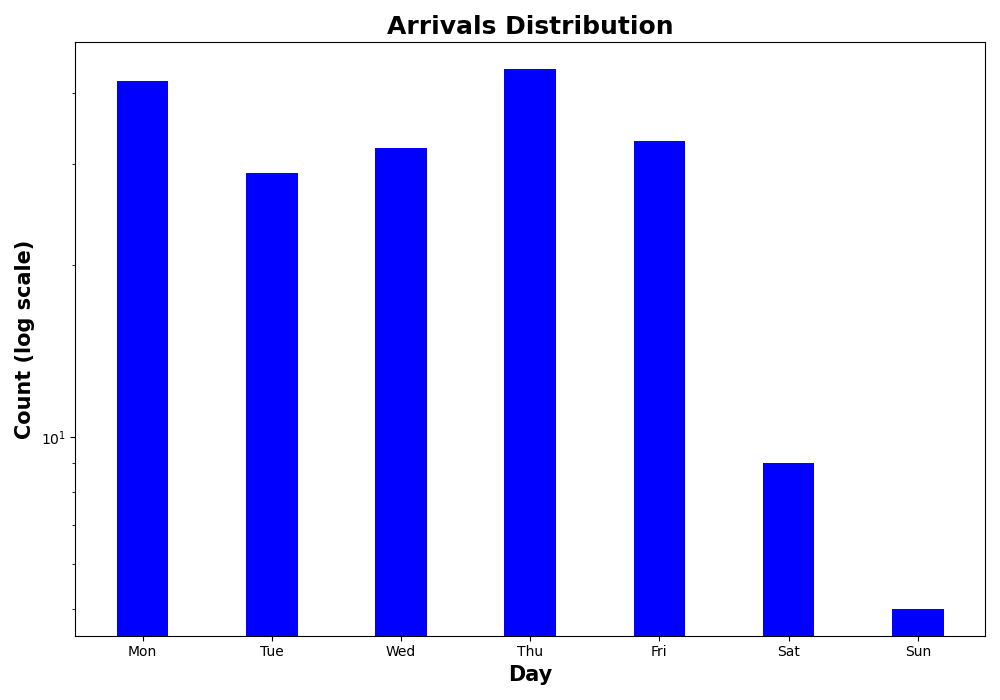 Arrivals Distribution
Count (log scale)
10¹
Mon Tue Wed Thu Fri Sat Sun
Day